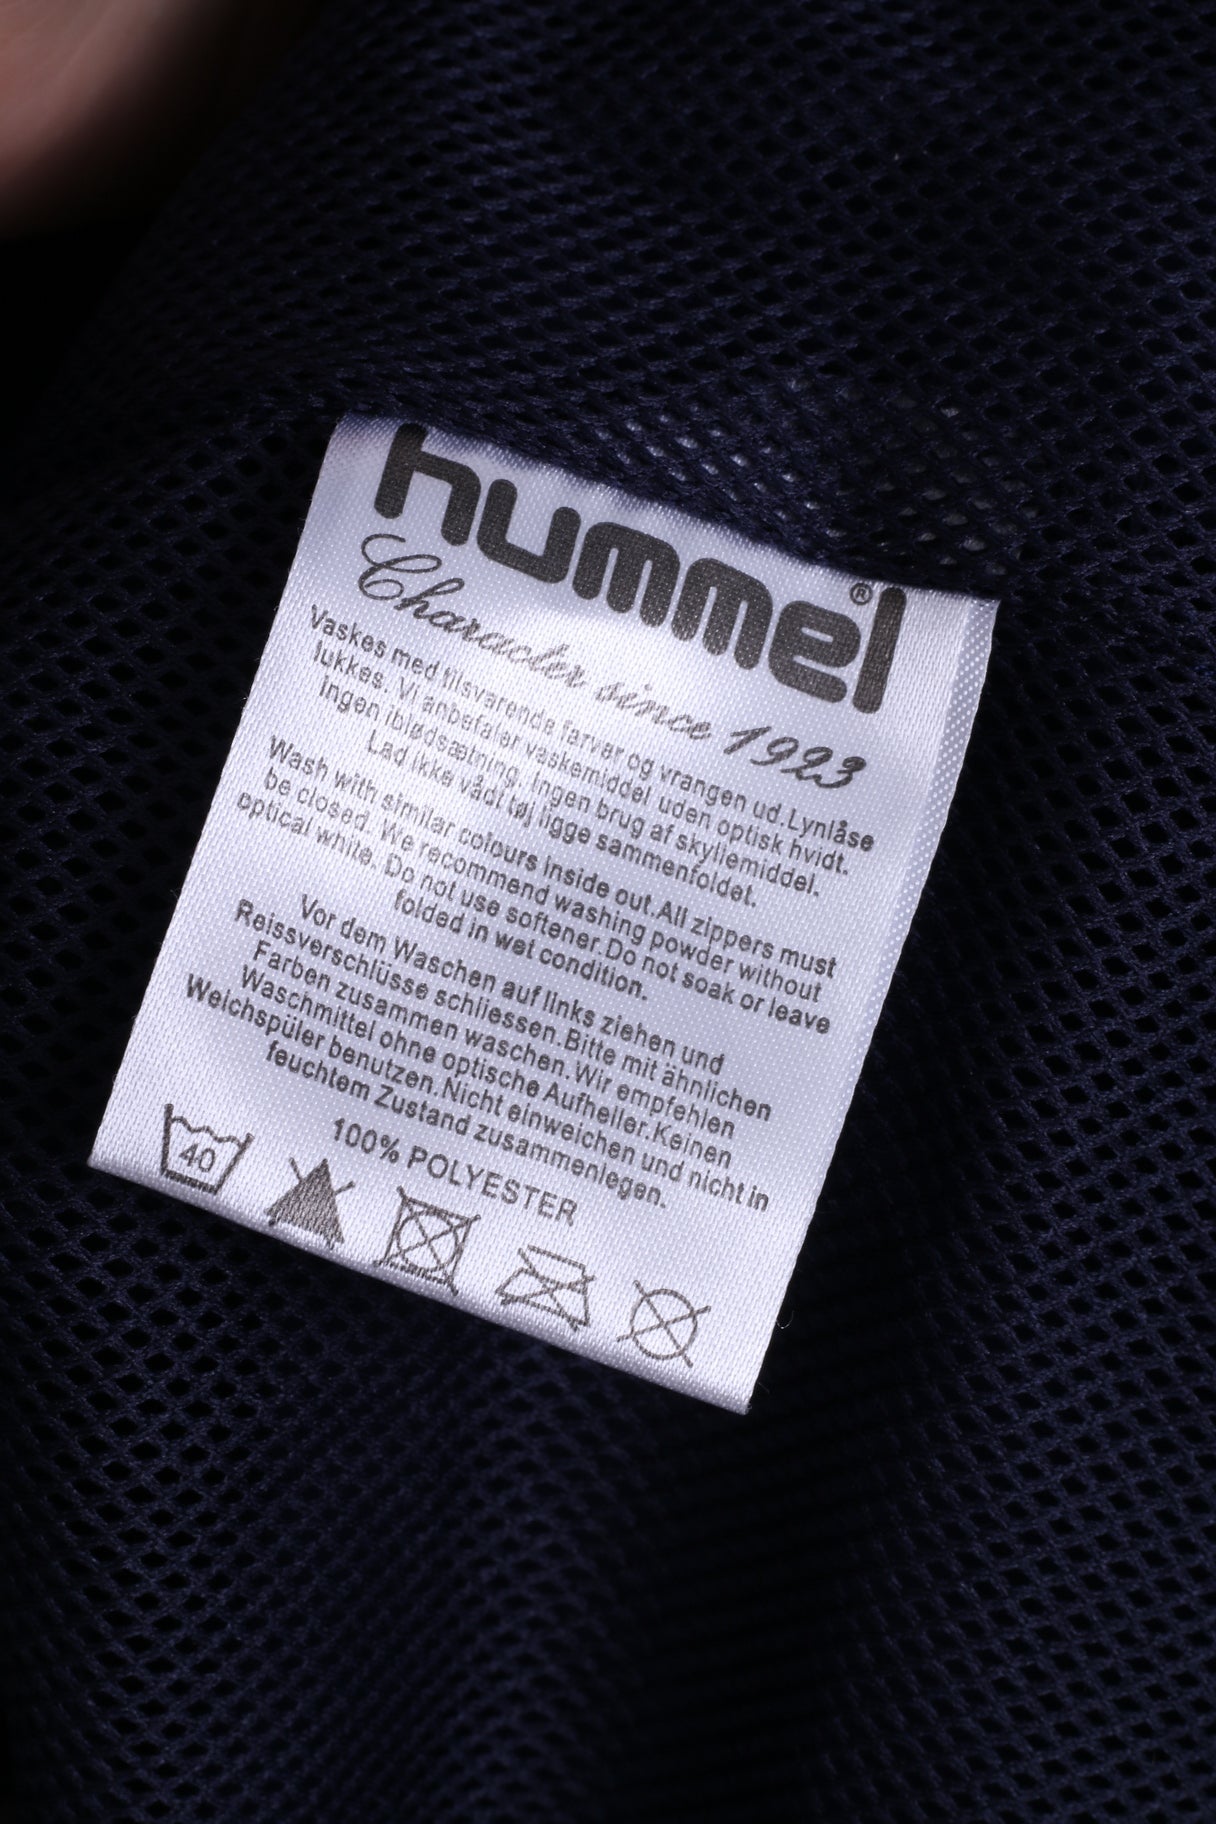 hummel®
Character since 1923
Vaskes med tilsvarende farver og vrangen ud.Lynlåse
lukkes. Vi anbefaler vaskemiddel uden optisk hvidt.
Ingen iblødsætning. Ingen brug af skyllemiddel.
Lad ikke vådt tøj ligge sammenfoldet.
Wash with similar colours inside out.All zippers must
be closed. We recommend washing powder without
optical white. Do not use softener.Do not soak or leave
folded in wet condition.
Vor dem Waschen auf links ziehen und
Reissverschlüsse schliessen.Bitte mit ähnlichen
Farben zusammen waschen.Wir empfehlen
Waschmittel ohne optische Aufheller.Keinen
Weichspüler benutzen.Nicht einweichen und nicht in
feuchtem Zustand zusammenlegen.
100% POLYESTER
40